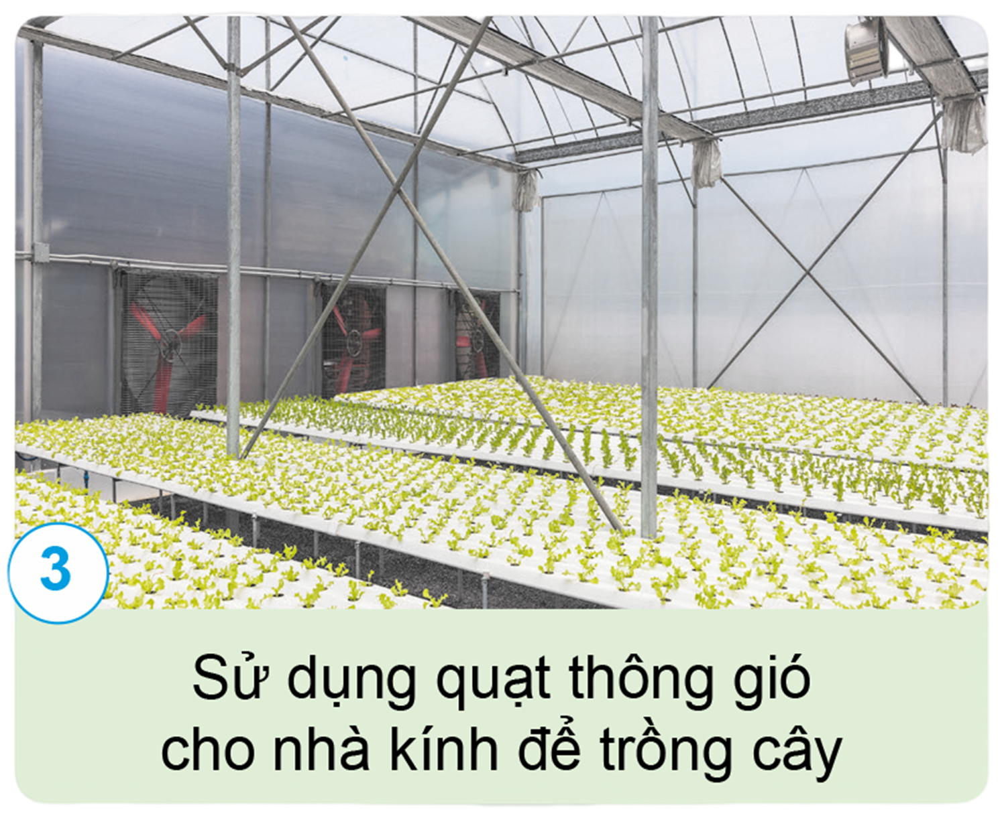 3
Sử dụng quạt thông gió
cho nhà kính để trồng cây